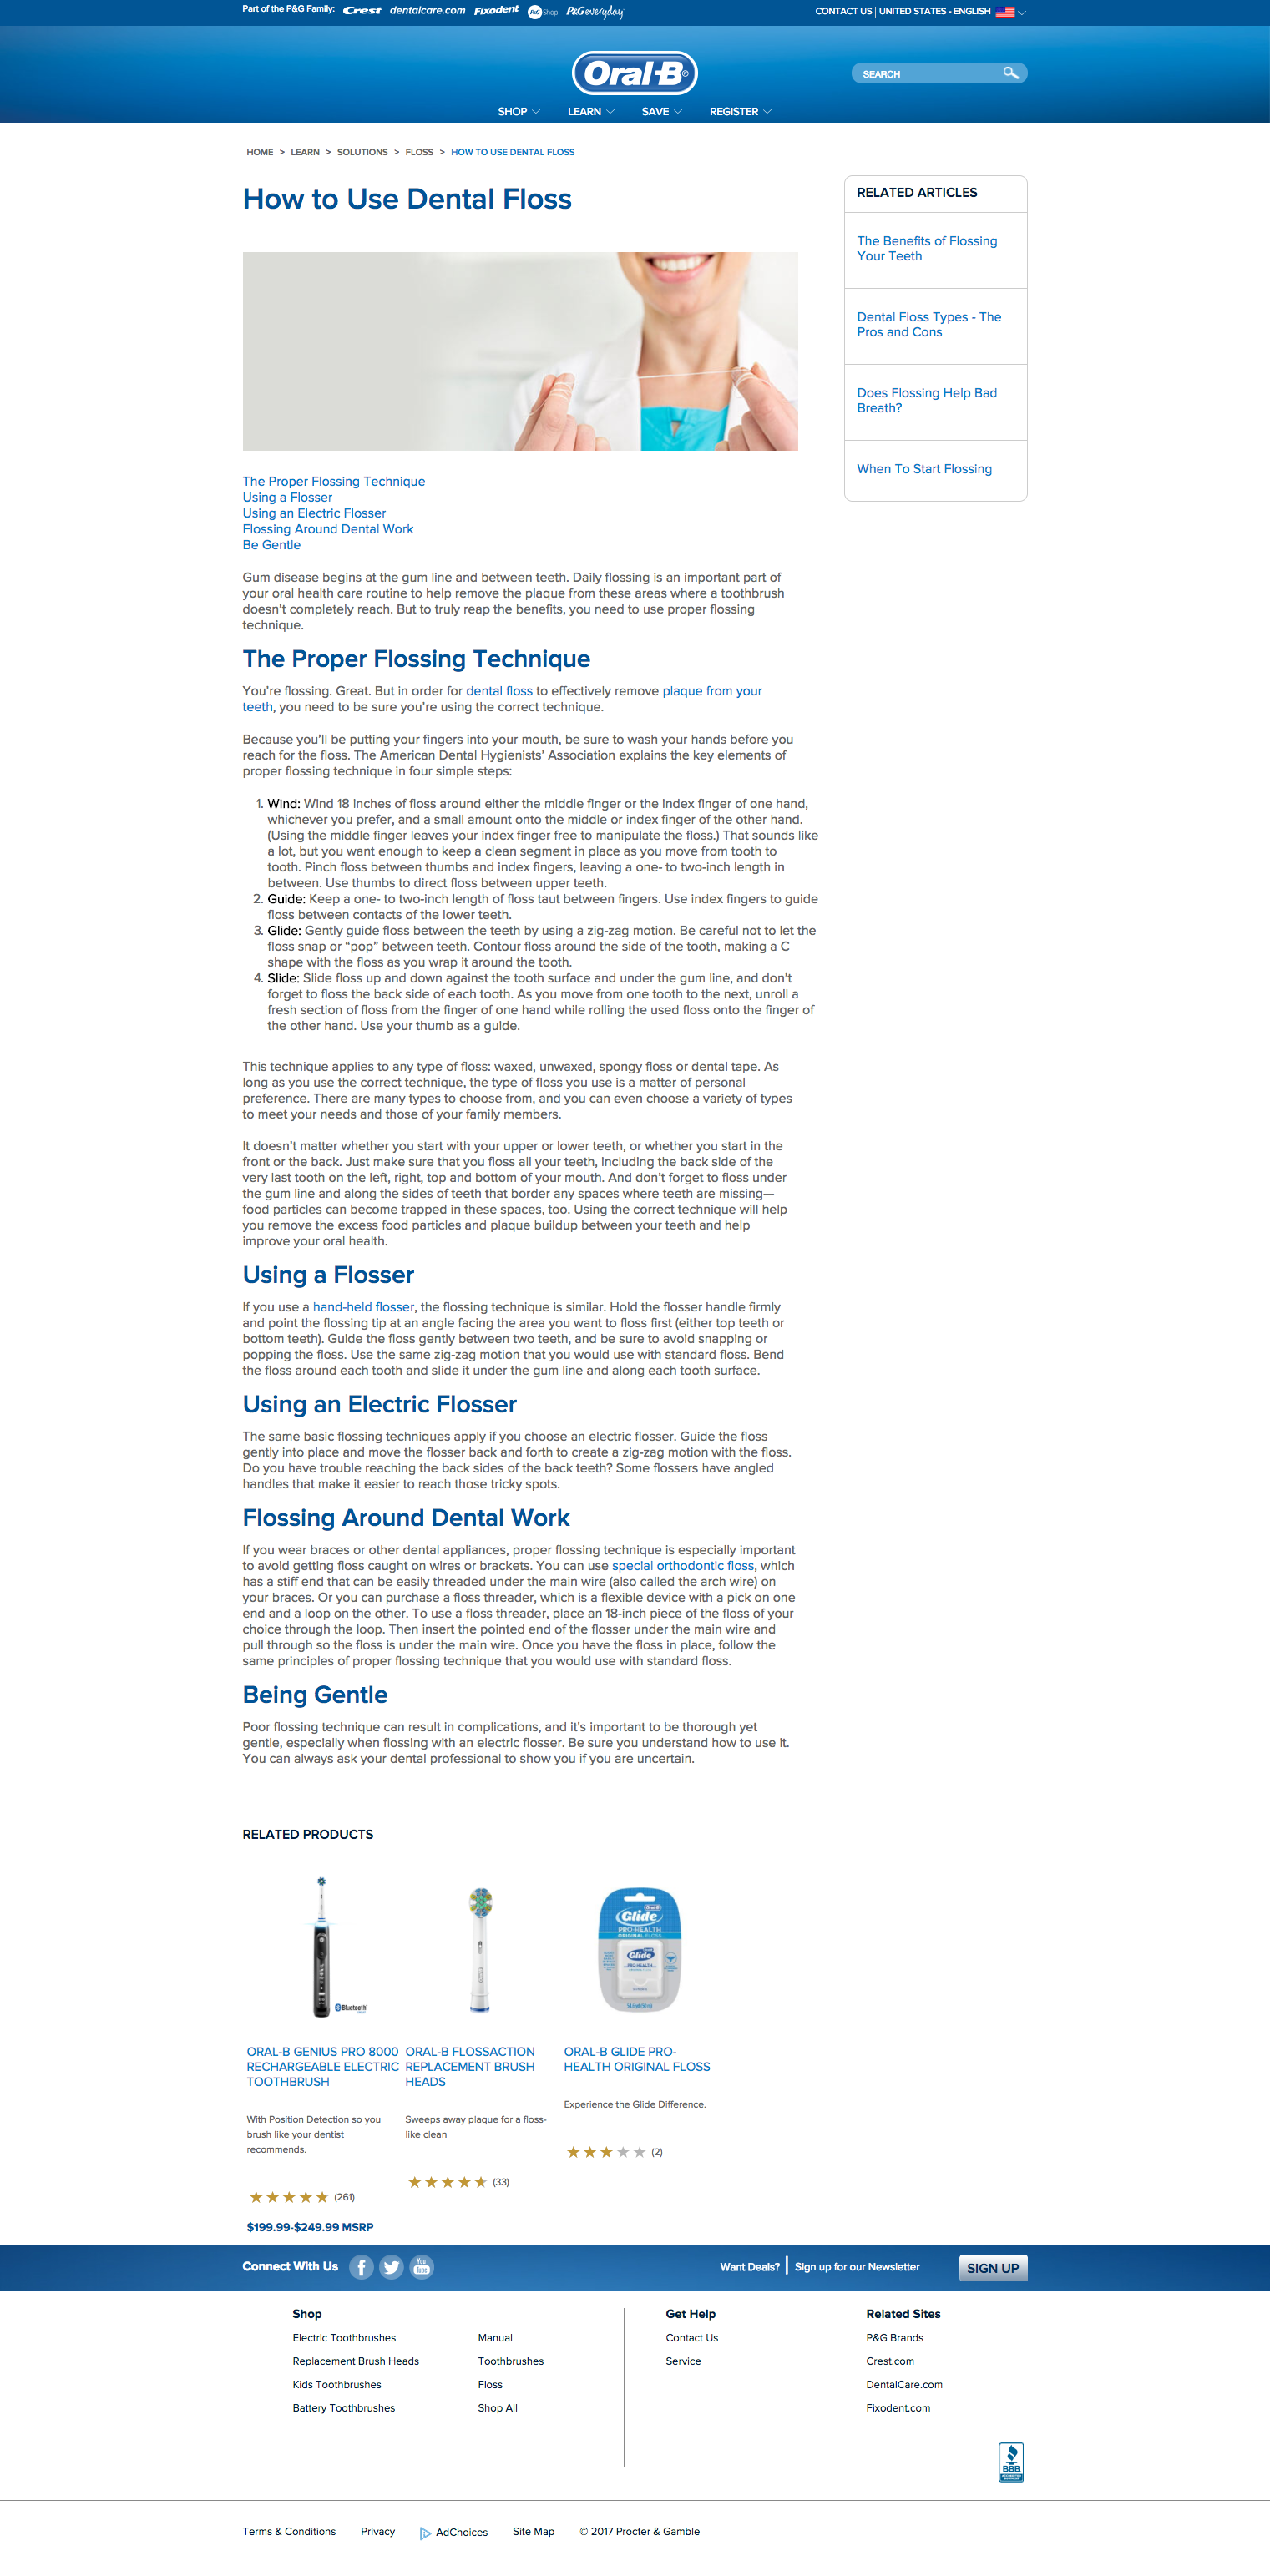 Part of the P&G Family: Crest dentalcare.com Fixodent P&G Shop P&G everyday
CONTACT US | UNITED STATES - ENGLISH
Oral-B
SEARCH
SHOP LEARN SAVE REGISTER
HOME > LEARN > SOLUTIONS > FLOSS > HOW TO USE DENTAL FLOSS
How to Use Dental Floss
The Proper Flossing Technique
Using a Flosser
Using an Electric Flosser
Flossing Around Dental Work
Be Gentle
Gum disease begins at the gum line and between teeth. Daily flossing is an important part of
your oral health care routine to help remove the plaque from these areas where a toothbrush
doesn't completely reach. But to truly reap the benefits, you need to use proper flossing
technique.
The Proper Flossing Technique
You're flossing. Great. But in order for dental floss to effectively remove plaque from your
teeth, you need to be sure you're using the correct technique.
Because you'll be putting your fingers into your mouth, be sure to wash your hands before you
reach for the floss. The American Dental Hygienists' Association explains the key elements of
proper flossing technique in four simple steps:
1. Wind: Wind 18 inches of floss around either the middle finger or the index finger of one hand,
whichever you prefer, and a small amount onto the middle or index finger of the other hand.
(Using the middle finger leaves your index finger free to manipulate the floss.) That sounds like
a lot, but you want enough to keep a clean segment in place as you move from tooth to
tooth. Pinch floss between thumbs and index fingers, leaving a one- to two-inch length in
between. Use thumbs to direct floss between upper teeth.
2. Guide: Keep a one- to two-inch length of floss taut between fingers. Use index fingers to guide
floss between contacts of the lower teeth.
3. Glide: Gently guide floss between the teeth by using a zig-zag motion. Be careful not to let the
floss snap or “pop” between teeth. Contour floss around the side of the tooth, making a C
shape with the floss as you wrap it around the tooth.
4. Slide: Slide floss up and down against the tooth surface and under the gum line, and don't
forget to floss the back side of each tooth. As you move from one tooth to the next, unroll a
fresh section of floss from the finger of one hand while rolling the used floss onto the finger of
the other hand. Use your thumb as a guide.
This technique applies to any type of floss: waxed, unwaxed, spongy floss or dental tape. As
long as you use the correct technique, the type of floss you use is a matter of personal
preference. There are many types to choose from, and you can even choose a variety of types
to meet your needs and those of your family members.
It doesn't matter whether you start with your upper or lower teeth, or whether you start in the
front or the back. Just make sure that you floss all your teeth, including the back side of the
very last tooth on the left, right, top and bottom of your mouth. And don't forget to floss under
the gum line and along the sides of teeth that border any spaces where teeth are missing—
food particles can become trapped in these spaces, too. Using the correct technique will help
you remove the excess food particles and plaque buildup between your teeth and help
improve your oral health.
Using a Flosser
If you use a hand-held flosser, the flossing technique is similar. Hold the flosser handle firmly
and point the flossing tip at an angle facing the area you want to floss first (either top teeth or
bottom teeth). Guide the floss gently between two teeth, and be sure to avoid snapping or
popping the floss. Use the same zig-zag motion that you would use with standard floss. Bend
the floss around each tooth and slide it under the gum line and along each tooth surface.
Using an Electric Flosser
The same basic flossing techniques apply if you choose an electric flosser. Guide the floss
gently into place and move the flosser back and forth to create a zig-zag motion with the floss.
Do you have trouble reaching the back sides of the back teeth? Some flossers have angled
handles that make it easier to reach those tricky spots.
Flossing Around Dental Work
If you wear braces or other dental appliances, proper flossing technique is especially important
to avoid getting floss caught on wires or brackets. You can use special orthodontic floss, which
has a stiff end that can be easily threaded under the main wire (also called the arch wire) on
your braces. Or you can purchase a floss threader, which is a flexible device with a pick on one
end and a loop on the other. To use a floss threader, place an 18-inch piece of the floss of your
choice through the loop. Then insert the pointed end of the flosser under the main wire and
pull through so the floss is under the main wire. Once you have the floss in place, follow the
same principles of proper flossing technique that you would use with standard floss.
Being Gentle
Poor flossing technique can result in complications, and it's important to be thorough yet
gentle, especially when flossing with an electric flosser. Be sure you understand how to use it.
You can always ask your dental professional to show you if you are uncertain.
RELATED ARTICLES
The Benefits of Flossing
Your Teeth
Dental Floss Types - The
Pros and Cons
Does Flossing Help Bad
Breath?
When To Start Flossing
RELATED PRODUCTS
Bluetooth
ORAL-B GENIUS PRO 8000
RECHARGEABLE ELECTRIC
TOOTHBRUSH
With Position Detection so you
brush like your dentist
recommends.
(261)
$199.99-$249.99 MSRP
ORAL-B FLOSSACTION
REPLACEMENT BRUSH
HEADS
Sweeps away plaque for a floss-
like clean
(33)
Glide
PRO-HEALTH
ORIGINAL FLOSS
Glide
PRO-HEALTH
ORAL-B GLIDE PRO-
HEALTH ORIGINAL FLOSS
Experience the Glide Difference.
(2)
Connect With Us
You Tube
Want Deals? | Sign up for our Newsletter
SIGN UP
Shop
Electric Toothbrushes
Replacement Brush Heads
Kids Toothbrushes
Battery Toothbrushes
Manual
Toothbrushes
Floss
Shop All
Get Help
Contact Us
Service
Related Sites
P&G Brands
Crest.com
DentalCare.com
Fixodent.com
BBB
Terms & Conditions Privacy AdChoices Site Map © 2017 Procter & Gamble